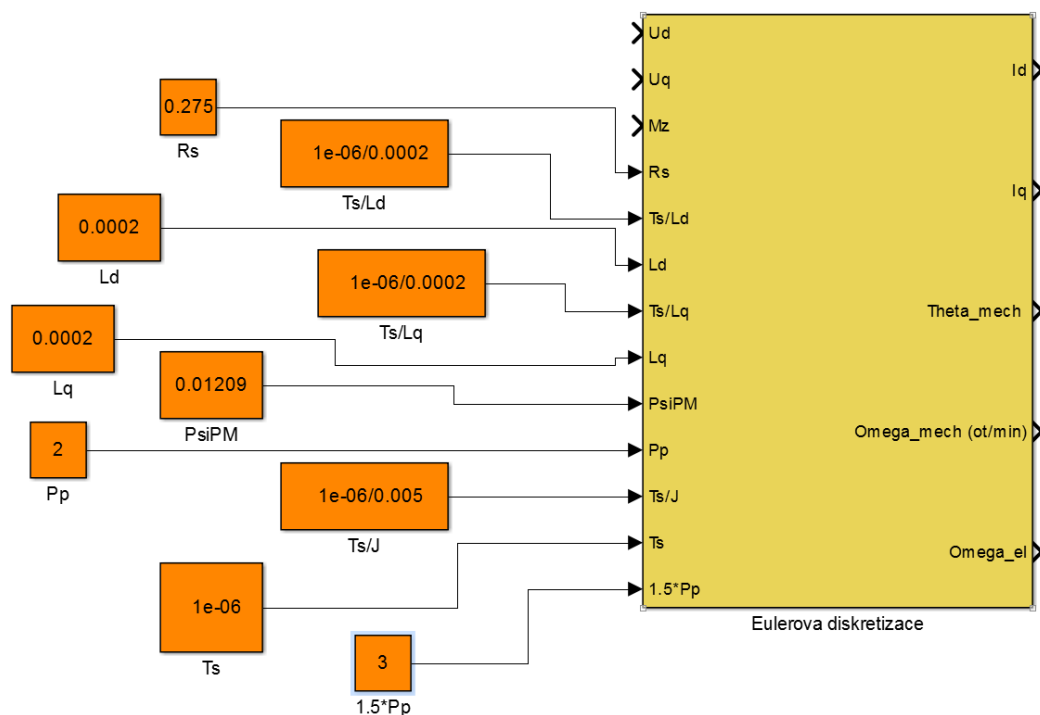 0.275
Rs
1e-06/0.0002
Ts/Ld
0.0002
Ld
1e-06/0.0002
Ts/Lq
0.0002
Lq
0.01209
PsiPM
2
Pp
1e-06/0.005
Ts/J
1e-06
Ts
3
1.5*Pp
Ud
Uq
Mz
Rs
Ts/Ld
Ld
Ts/Lq
Lq
PsiPM
Pp
Ts/J
Ts
1.5*Pp
Id
Iq
Theta_mech
Omega_mech (ot/min)
Omega_el
Eulerova diskretizace